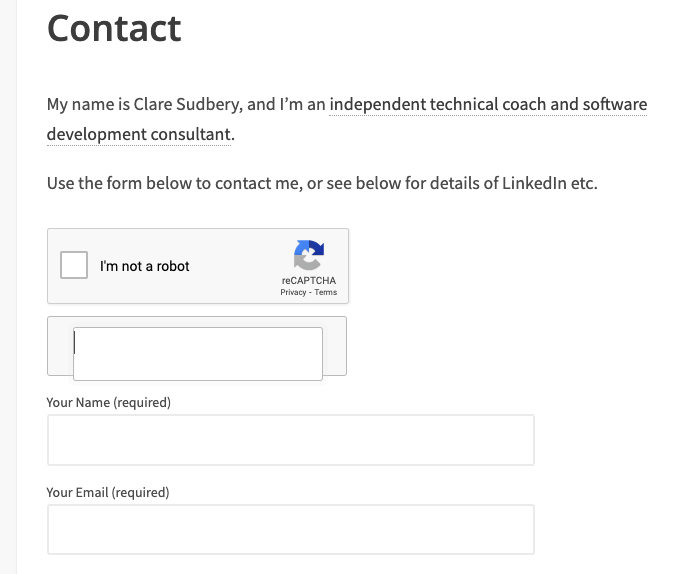 Contact
My name is Clare Sudbery, and I’m an independent technical coach and software
development consultant.
Use the form below to contact me, or see below for details of LinkedIn etc.
I'm not a robot
reCAPTCHA
Privacy - Terms
Your Name (required)
Your Email (required)